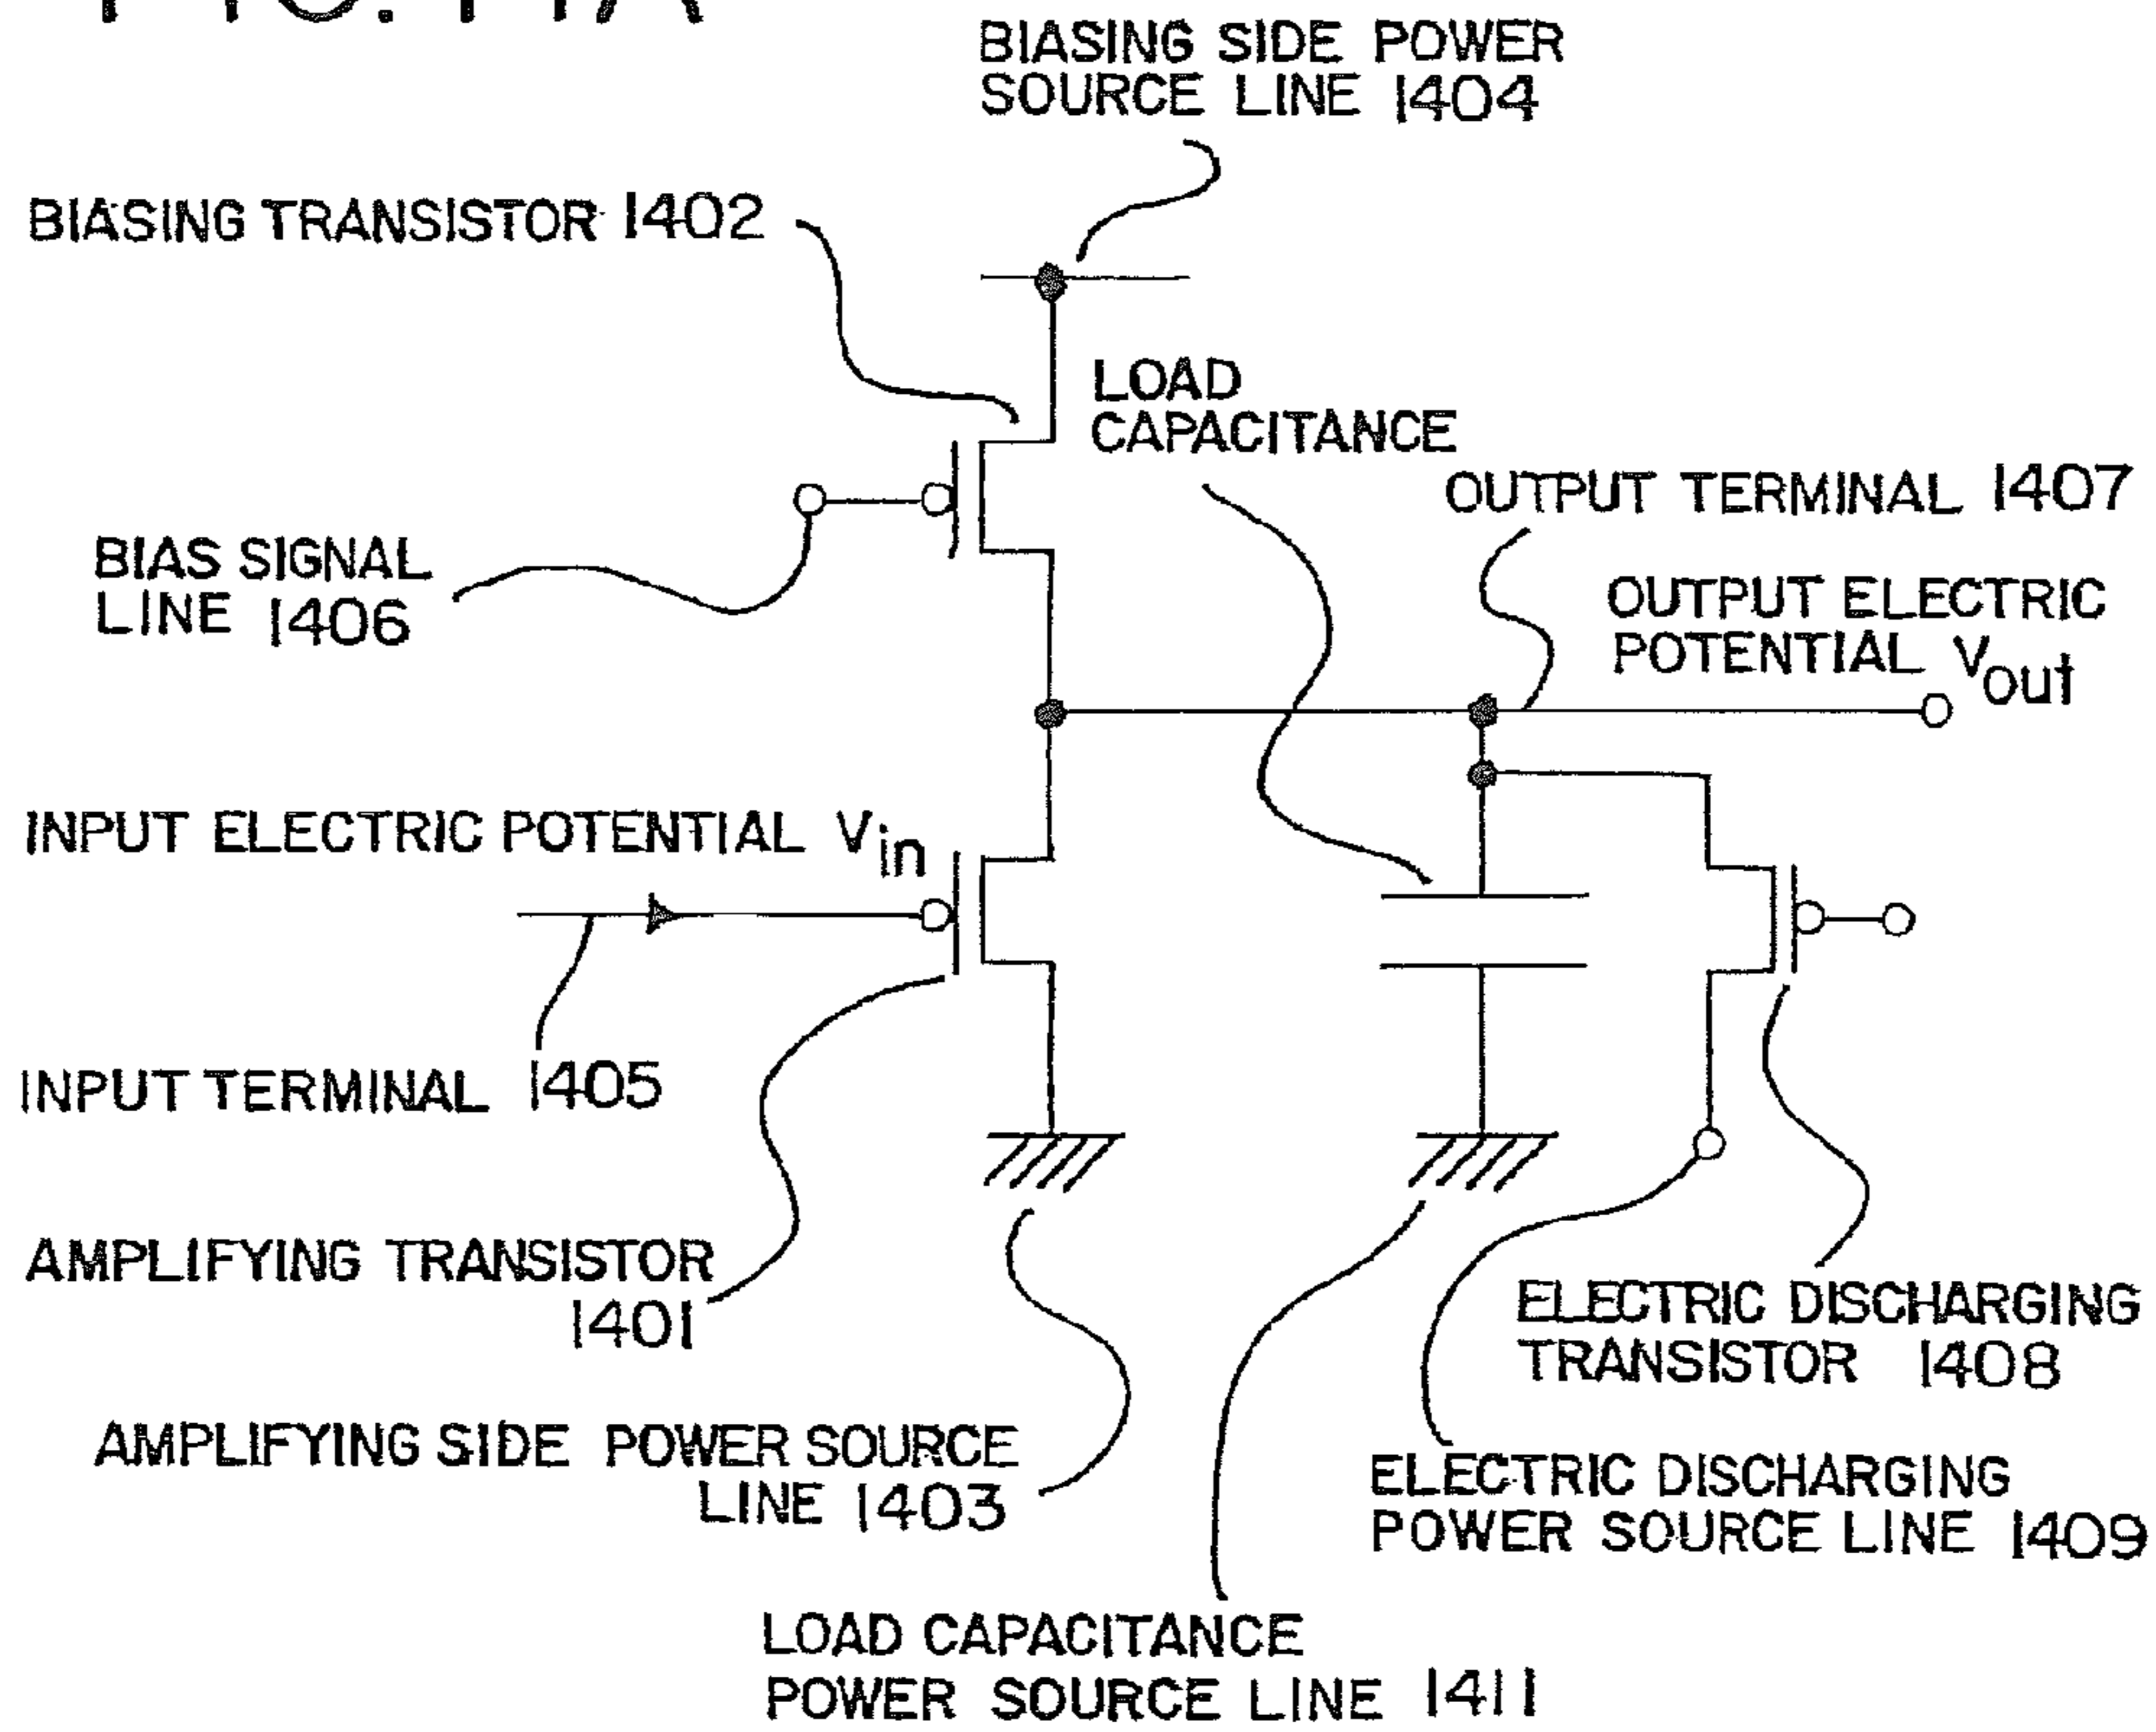 BIASING SIDE POWER
SOURCE LINE 1404
BIASING TRANSISTOR 1402
LOAD
CAPACITANCE
OUTPUT TERMINAL 1407
BIAS SIGNAL
LINE 1406
OUTPUT ELECTRIC
POTENTIAL Vout
INPUT ELECTRIC POTENTIAL Vin
INPUT TERMINAL 1405
AMPLIFYING TRANSISTOR
1401
ELECTRIC DISCHARGING
TRANSISTOR 1408
AMPLIFYING SIDE POWER SOURCE
LINE 1403
ELECTRIC DISCHARGING
POWER SOURCE LINE 1409
LOAD CAPACITANCE
POWER SOURCE LINE 1411